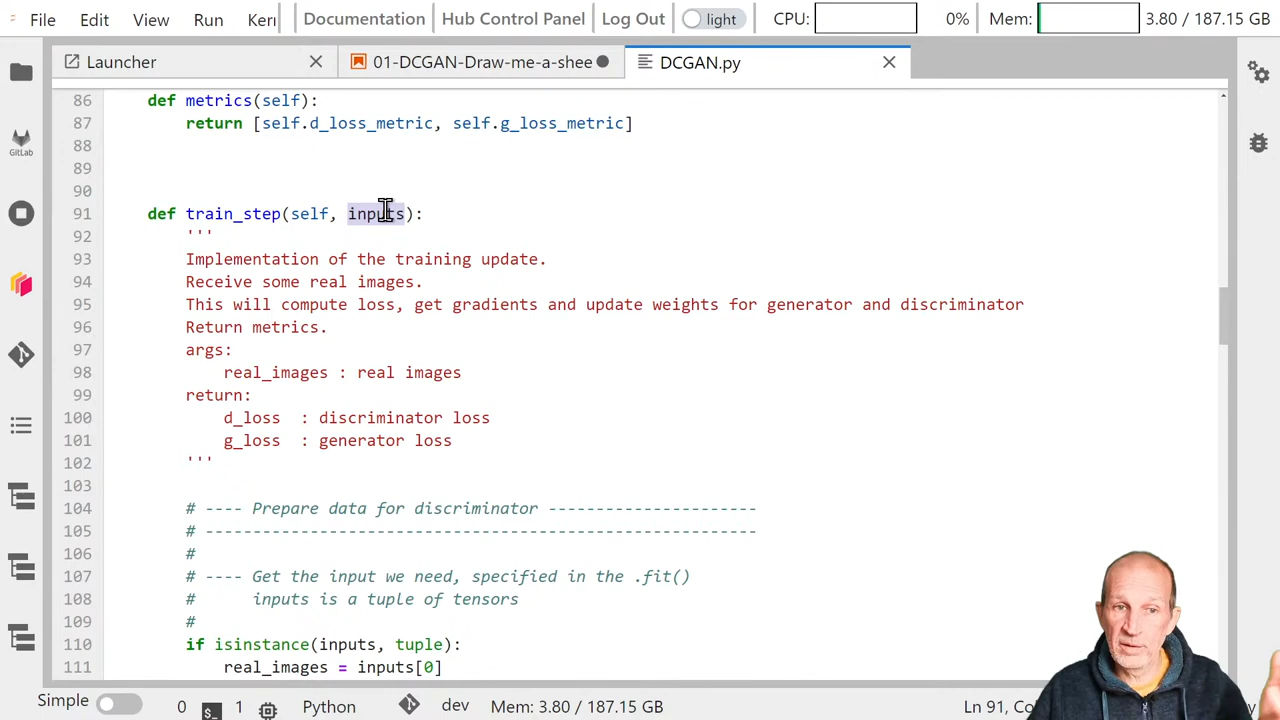 File Edit View Run Kerı Documentation Hub Control Panel Log Out light CPU: 0% Mem: 3.80 / 187.15 GB
Launcher 01-DCGAN-Draw-me-a-shee DCGAN.py
86 def metrics(self):
87 return [self.d_loss_metric, self.g_loss_metric]
88
89
90
91 def train_step(self, inputs):
92 '''
93 Implementation of the training update.
94 Receive some real images.
95 This will compute loss, get gradients and update weights for generator and discriminator
96 Return metrics.
97 args:
98 real_images : real images
99 return:
100 d_loss : discriminator loss
101 g_loss : generator loss
102 '''
103
104 # ---- Prepare data for discriminator ----------------------
105 # ----------------------------------------------------------
106 #
107 # ---- Get the input we need, specified in the .fit()
108 # inputs is a tuple of tensors
109 #
110 if isinstance(inputs, tuple):
111 real_images = inputs[0]
GitLab
Simple 0 $_ 1 Python dev Mem: 3.80 / 187.15 GB Ln 91, Co